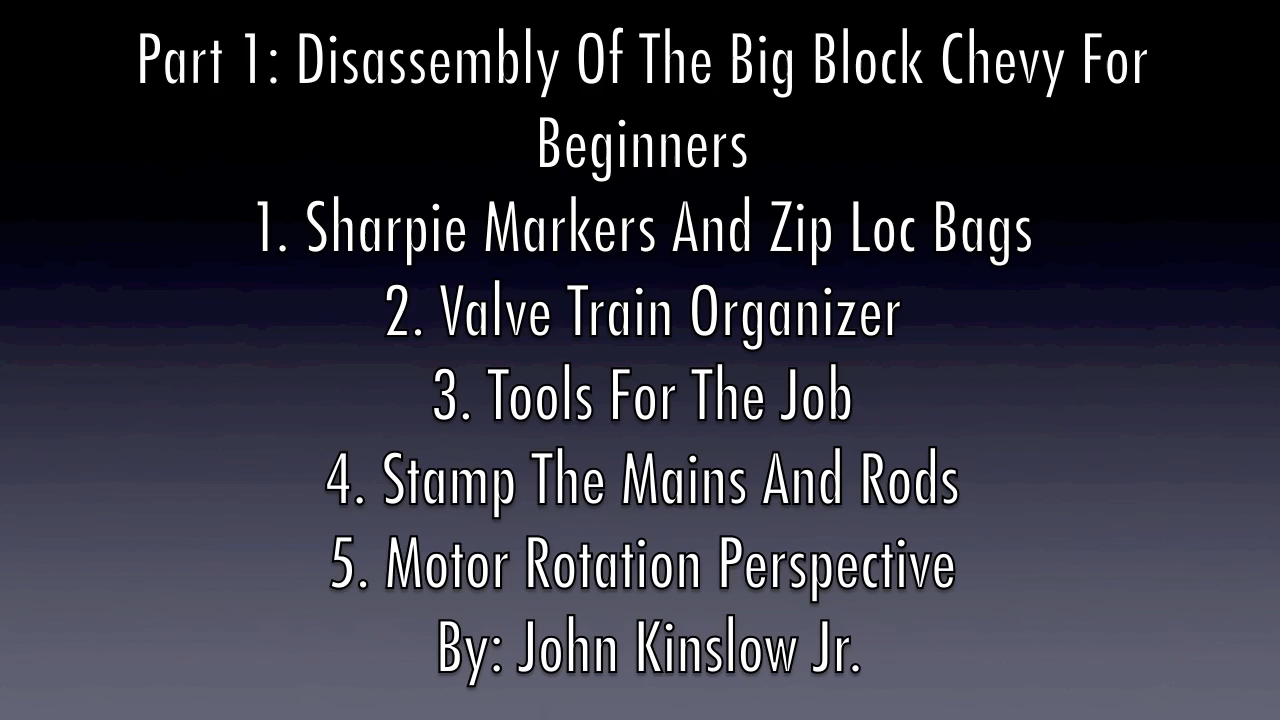 Part 1: Disassembly Of The Big Block Chevy For
Beginners
1. Sharpie Markers And Zip Loc Bags
2. Valve Train Organizer
3. Tools For The Job
4. Stamp The Mains And Rods
5. Motor Rotation Perspective
By: John Kinslow Jr.